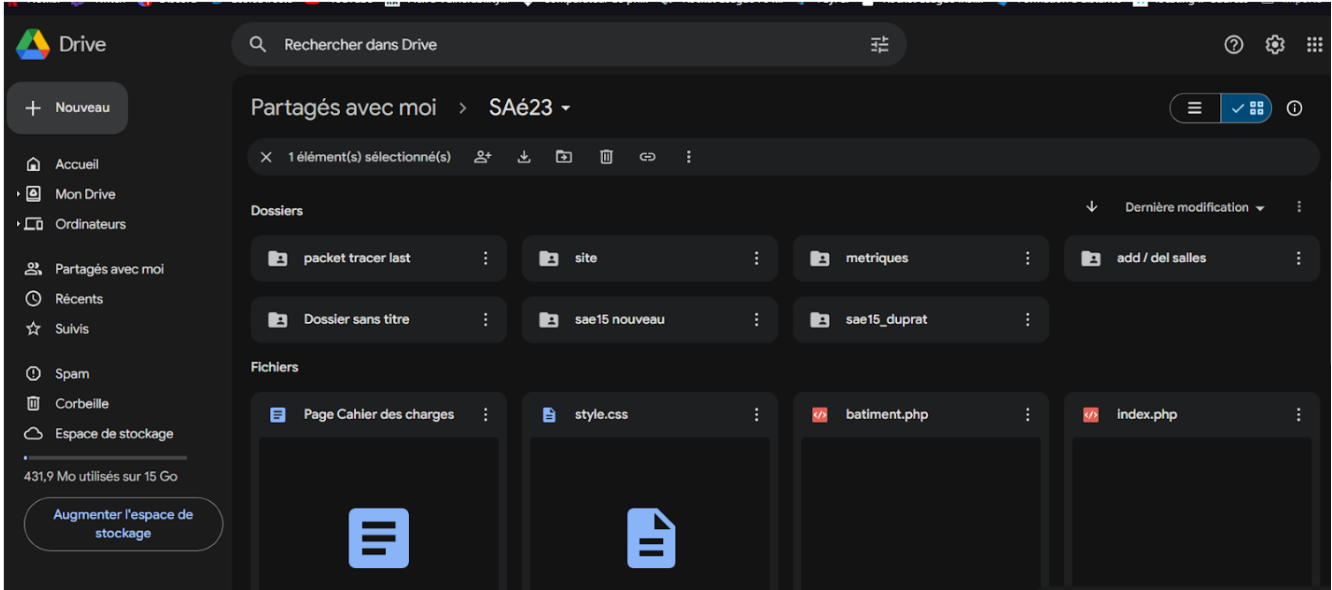 Drive
Rechercher dans Drive
Nouveau
Partagés avec moi > SAé23
1 élément(s) sélectionné(s)
Accueil
Mon Drive
Ordinateurs
Partagés avec moi
Récents
Suivis
Spam
Corbeille
Espace de stockage
431,9 Mo utilisés sur 15 Go
Augmenter l'espace de
stockage
Dossiers
Dernière modification
packet tracer last
site
metriques
add / del salles
Dossier sans titre
sae15 nouveau
sae15_duprat
Fichiers
Page Cahier des charges
style.css
batiment.php
index.php